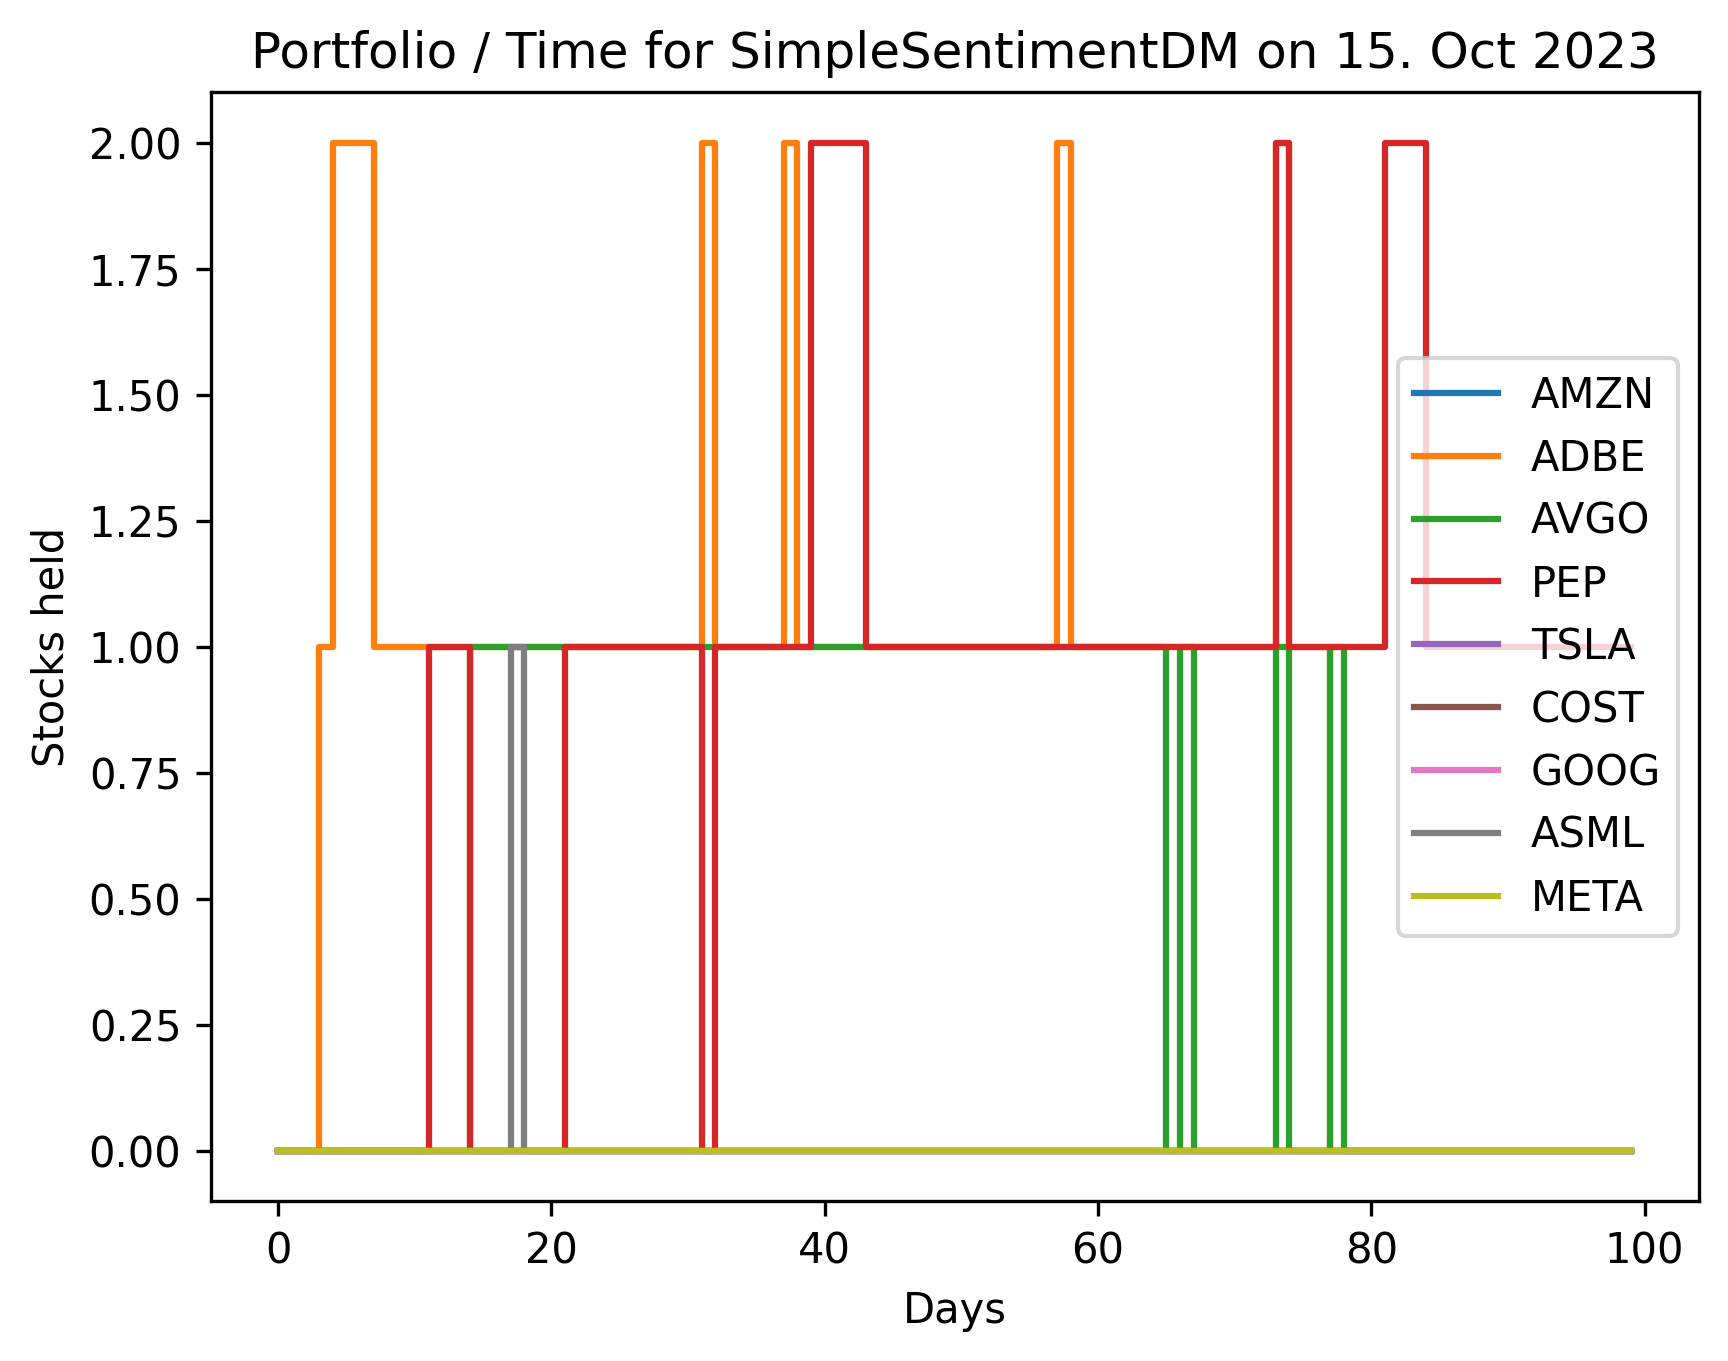 Portfolio / Time for SimpleSentimentDM on 15. Oct 2023
2.00
1.75
1.50
1.25
1.00
0.75
0.50
0.25
0.00
Stocks held
AMZN
ADBE
AVGO
PEP
TSLA
COST
GOOG
ASML
META
0 20 40 60 80 100
Days